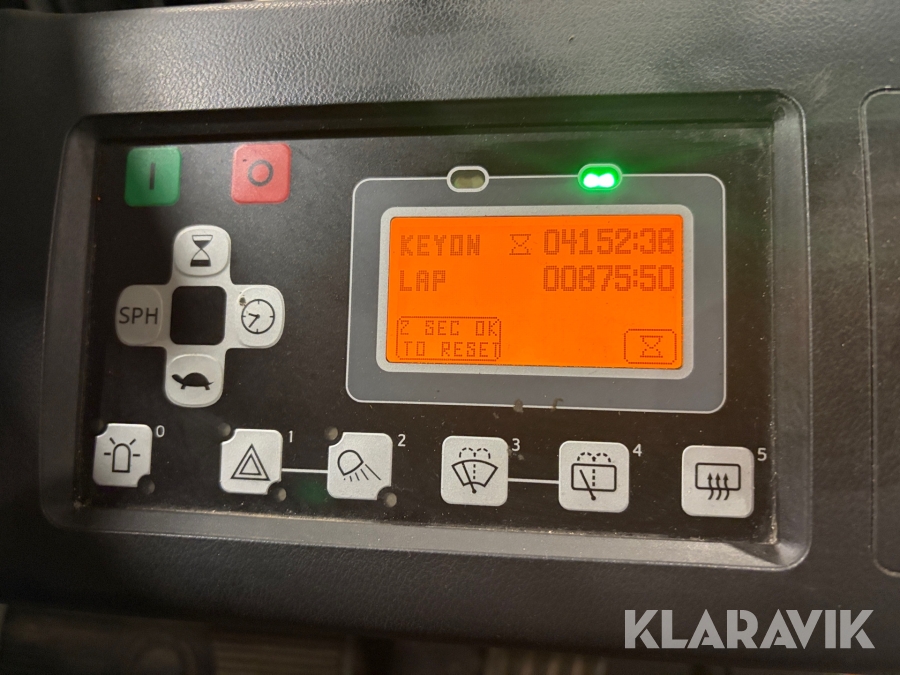 I O
KEYON 04152:38
LAP 00875:50
2 SEC OK
TO RESET
SPH
0 1 2 3 4 5
KLARAVIK